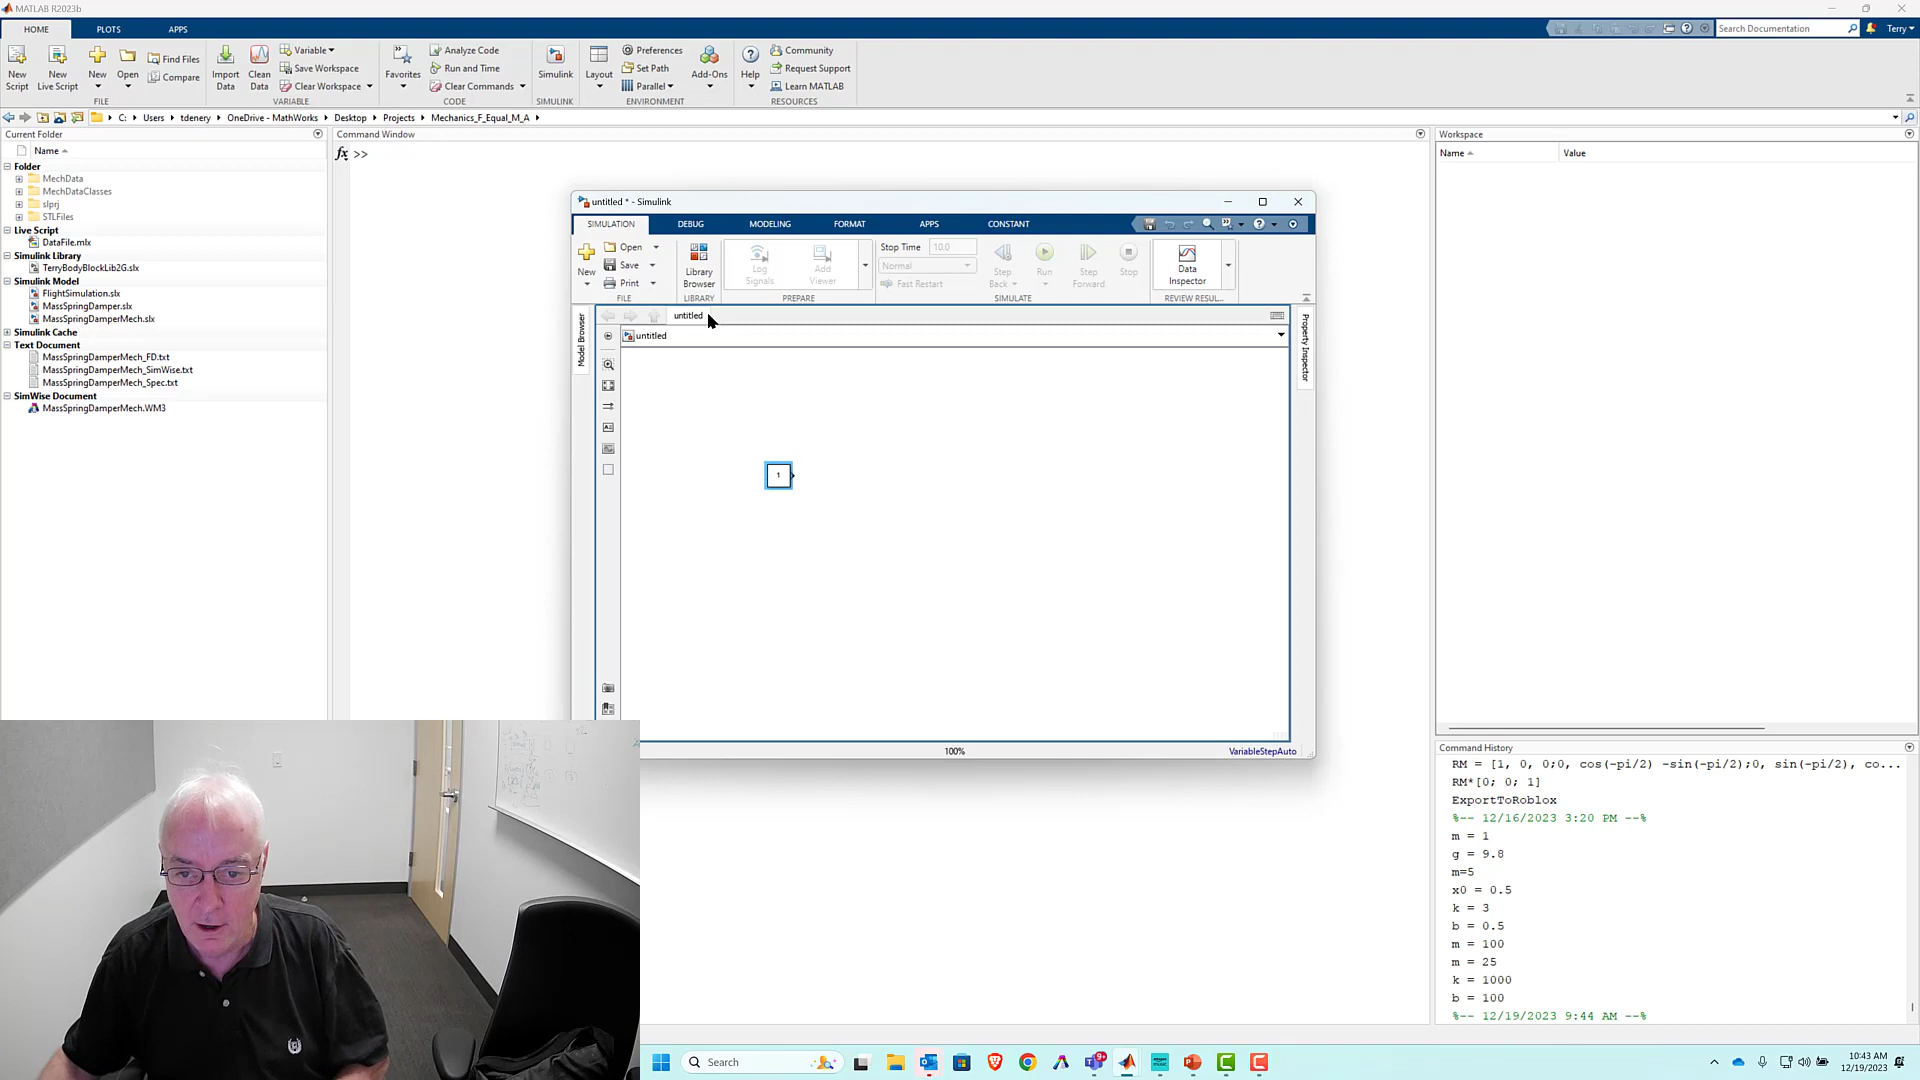 MATLAB R2023b
HOME PLOTS APPS
Search Documentation
Terry
New Script
New Live Script
New
Open
Find Files
Compare
Import Data
Clean Data
Variable
Save Workspace
Clear Workspace
Favorites
Analyze Code
Run and Time
Clear Commands
Simulink
Layout
Preferences
Set Path
Parallel
Add-Ons
Help
Community
Request Support
Learn MATLAB
FILE VARIABLE CODE SIMULINK ENVIRONMENT RESOURCES
C: Users tdenery OneDrive - MathWorks Desktop Projects Mechanics_F_Equal_M_A
Current Folder
Name
Folder
MechData
MechDataClasses
slprj
STLFiles
Live Script
DataFile.mlx
Simulink Library
TerryBodyBlockLib2G.slx
Simulink Model
FlightSimulation.slx
MassSpringDamper.slx
MassSpringDamperMech.slx
Simulink Cache
Text Document
MassSpringDamperMech_FD.txt
MassSpringDamperMech_SimWise.txt
MassSpringDamperMech_Spec.txt
SimWise Document
MassSpringDamperMech.WM3
Command Window
fx >>
untitled * - Simulink
SIMULATION DEBUG MODELING FORMAT APPS CONSTANT
New
Open
Save
Print
Library Browser
Log Signals
Add Viewer
Stop Time 10.0
Normal
Fast Restart
Step Back
Run
Step Forward
Stop
Data Inspector
FILE LIBRARY PREPARE SIMULATE REVIEW RESUL...
Model Browser
untitled
untitled
Property Inspector
1
100%
VariableStepAuto
Workspace
Name Value
Command History
RM = [1, 0, 0;0, cos(-pi/2) -sin(-pi/2);0, sin(-pi/2), co...
RM*[0; 0; 1]
ExportToRoblox
%-- 12/16/2023 3:20 PM --%
m = 1
g = 9.8
m=5
x0 = 0.5
k = 3
b = 0.5
m = 100
m = 25
k = 1000
b = 100
%-- 12/19/2023 9:44 AM --%
Search
10:43 AM
12/19/2023